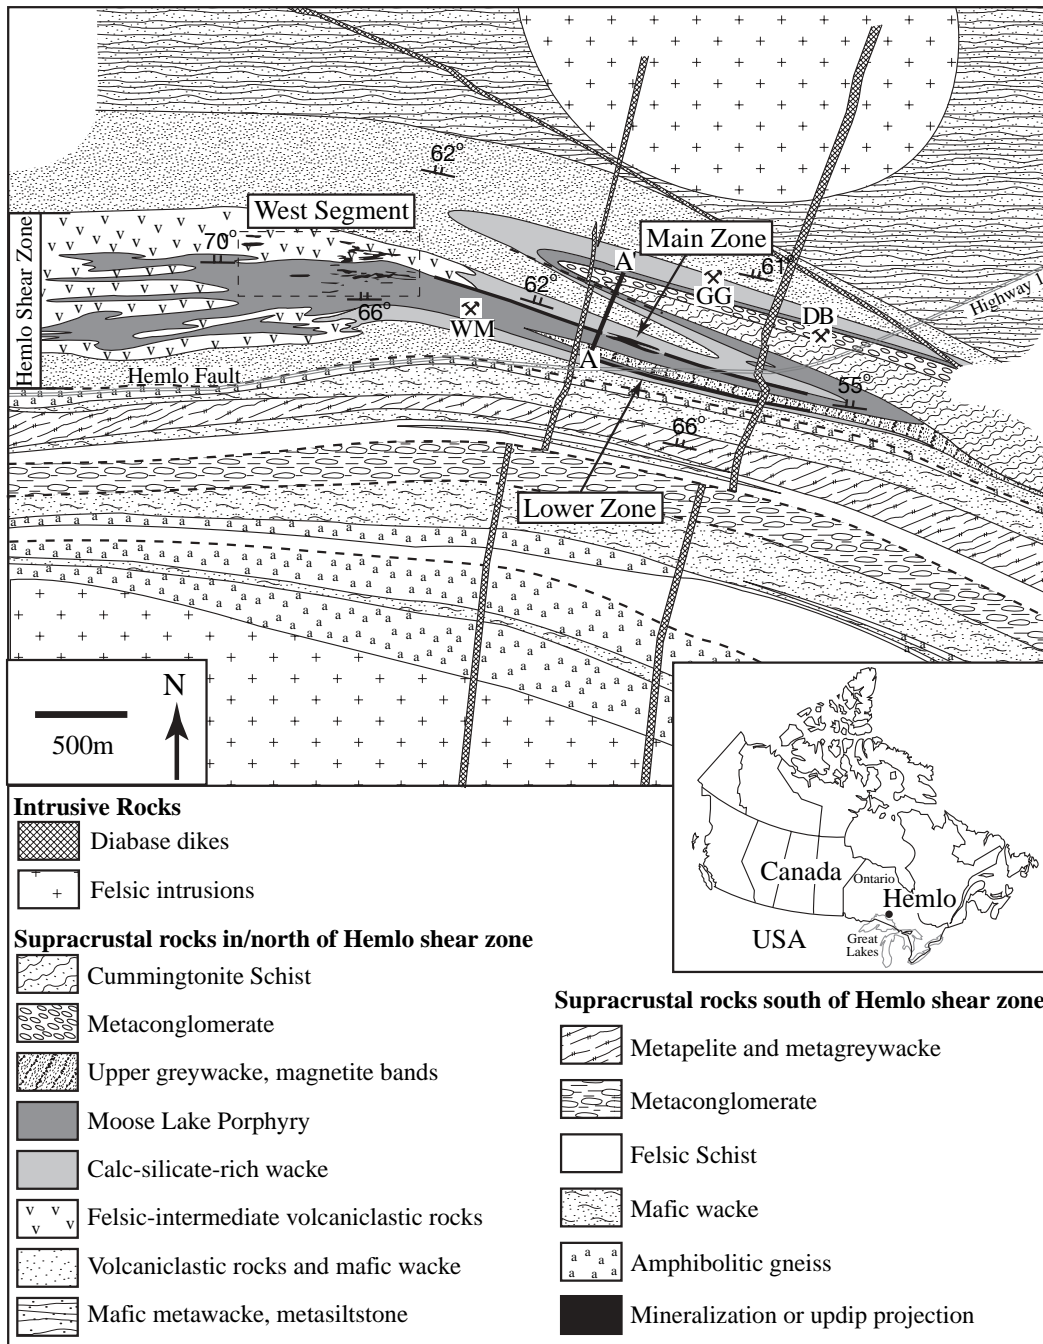 62°
West Segment
Hemlo Shear Zone
70°
Main Zone
A'
61°
62°
GG
Highway 1
66°
WM
DB
A
Hemlo Fault
55°
66°
Lower Zone
N
500m
Canada
Ontario
Hemlo
USA
Great
Lakes
Intrusive Rocks
Diabase dikes
Felsic intrusions
Supracrustal rocks in/north of Hemlo shear zone
Cummingtonite Schist
Metaconglomerate
Upper greywacke, magnetite bands
Moose Lake Porphyry
Calc-silicate-rich wacke
Felsic-intermediate volcaniclastic rocks
Volcaniclastic rocks and mafic wacke
Mafic metawacke, metasiltstone
Supracrustal rocks south of Hemlo shear zone
Metapelite and metagreywacke
Metaconglomerate
Felsic Schist
Mafic wacke
Amphibolitic gneiss
Mineralization or updip projection